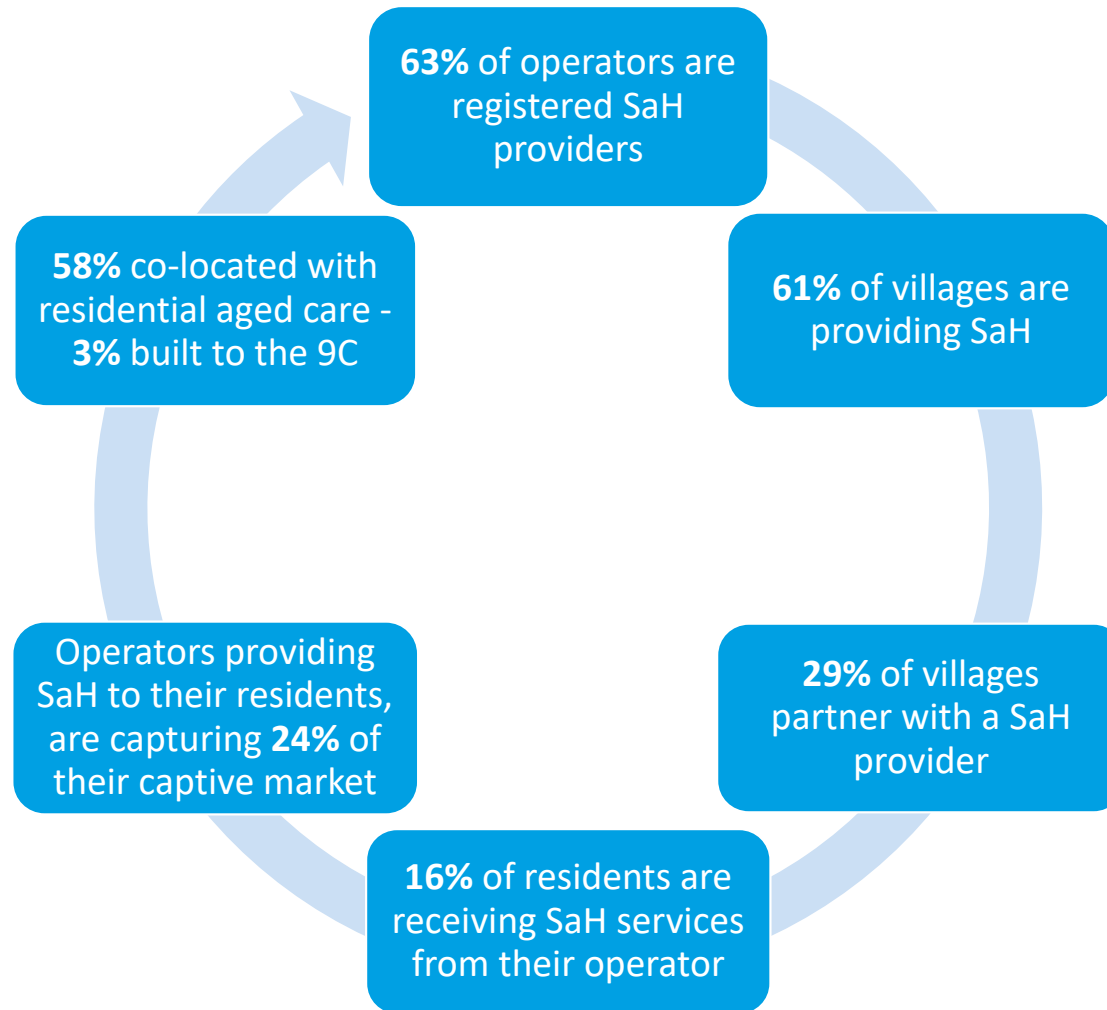 63% of operators are
registered SaH
providers
61% of villages are
providing SaH
29% of villages
partner with a SaH
provider
16% of residents are
receiving SaH services
from their operator
Operators providing
SaH to their residents,
are capturing 24% of
their captive market
58% co-located with
residential aged care -
3% built to the 9C